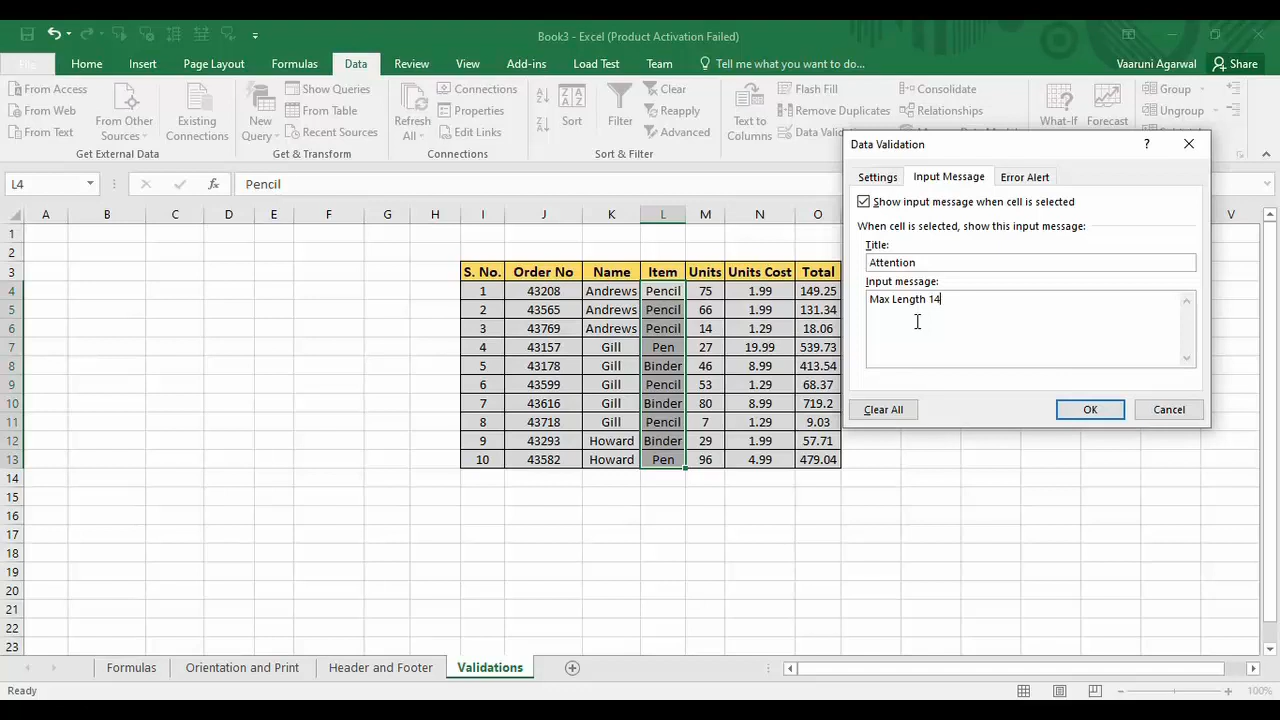 Book3 - Excel (Product Activation Failed)
File Home Insert Page Layout Formulas Data Review View Add-ins Load Test Team Tell me what you want to do... Vaaruni Agarwal Share
From Access
From Web
From Text
From Other Sources
Existing Connections
Get External Data
New Query
Show Queries
From Table
Recent Sources
Get & Transform
Refresh All
Connections
Properties
Edit Links
Connections
Sort
Filter
Clear
Reapply
Advanced
Sort & Filter
Text to Columns
Flash Fill
Remove Duplicates
Data Valida
Consolidate
Relationships
What-If
Forecast
Group
Ungroup
L4 fx Pencil
A B C D E F G H I J K L M N O V
1
2
3 S. No. Order No Name Item Units Units Cost Total
4 1 43208 Andrews Pencil 75 1.99 149.25
5 2 43565 Andrews Pencil 66 1.99 131.34
6 3 43769 Andrews Pencil 14 1.29 18.06
7 4 43157 Gill Pen 27 19.99 539.73
8 5 43178 Gill Binder 46 8.99 413.54
9 6 43599 Gill Pencil 53 1.29 68.37
10 7 43616 Gill Binder 80 8.99 719.2
11 8 43718 Gill Pencil 7 1.29 9.03
12 9 43293 Howard Binder 29 1.99 57.71
13 10 43582 Howard Pen 96 4.99 479.04
14
15
16
17
18
19
20
21
22
23
Data Validation ?
Settings Input Message Error Alert
Show input message when cell is selected
When cell is selected, show this input message:
Title:
Attention
Input message:
Max Length 14
Clear All OK Cancel
Formulas Orientation and Print Header and Footer Validations
Ready 100%